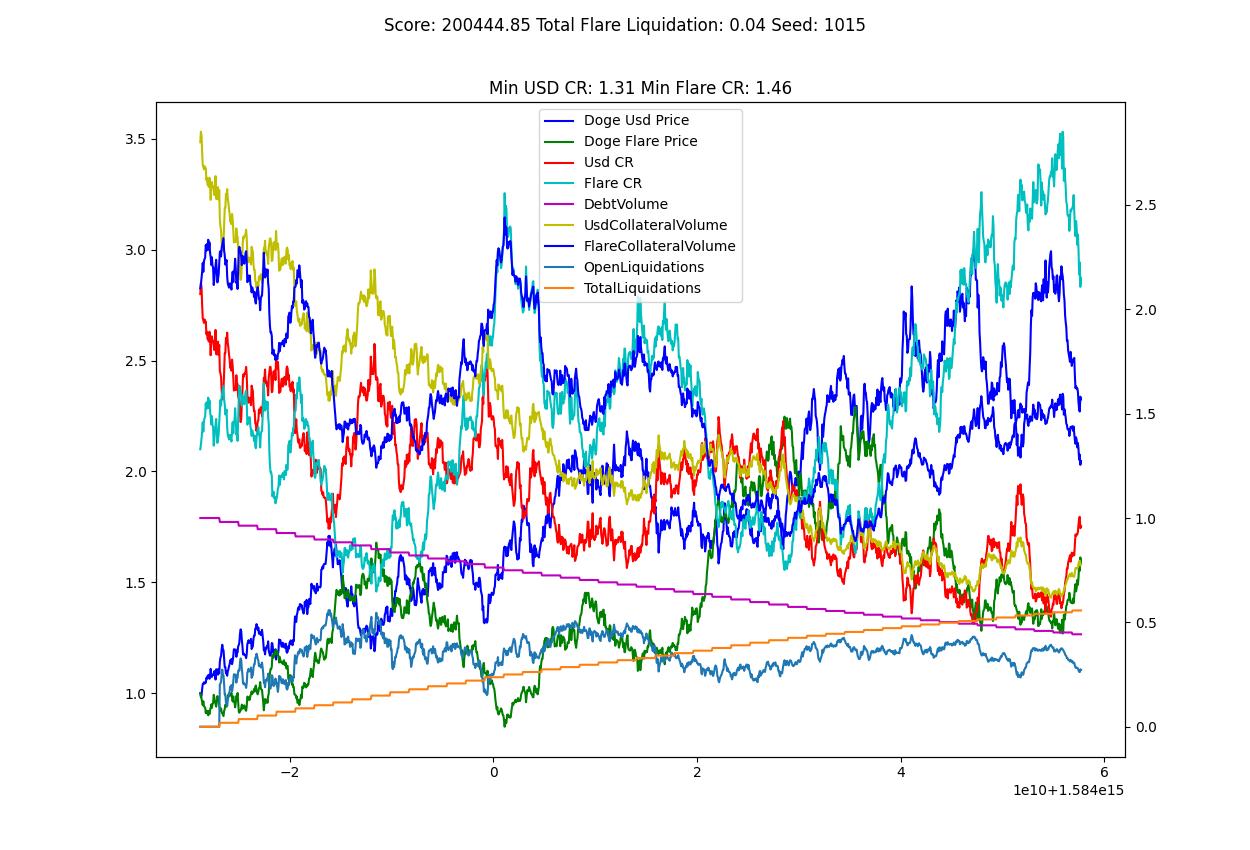 Score: 200444.85 Total Flare Liquidation: 0.04 Seed: 1015
Min USD CR: 1.31 Min Flare CR: 1.46
Doge Usd Price
Doge Flare Price
Usd CR
Flare CR
DebtVolume
UsdCollateralVolume
FlareCollateralVolume
OpenLiquidations
TotalLiquidations
3.5
3.0
2.5
2.0
1.5
1.0
2.5
2.0
1.5
1.0
0.5
0.0
−2
0
2
4
6
1e10+1.584e15